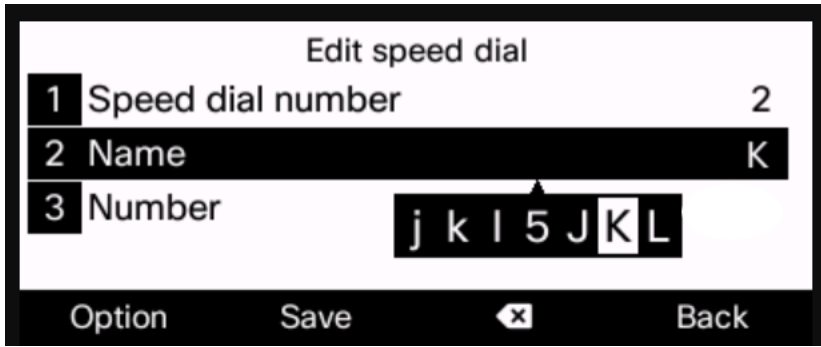 Edit speed dial
1 Speed dial number 2
2 Name K
3 Number
j k l 5 J K L
Option Save Back